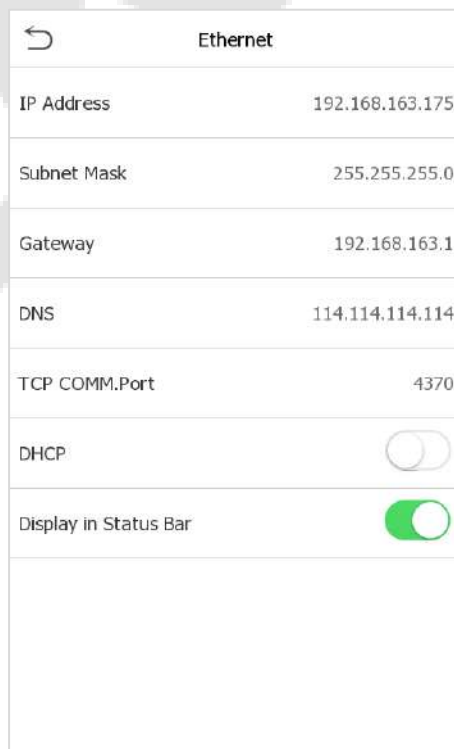 Ethernet
IP Address 192.168.163.175
Subnet Mask 255.255.255.0
Gateway 192.168.163.1
DNS 114.114.114.114
TCP COMM.Port 4370
DHCP
Display in Status Bar